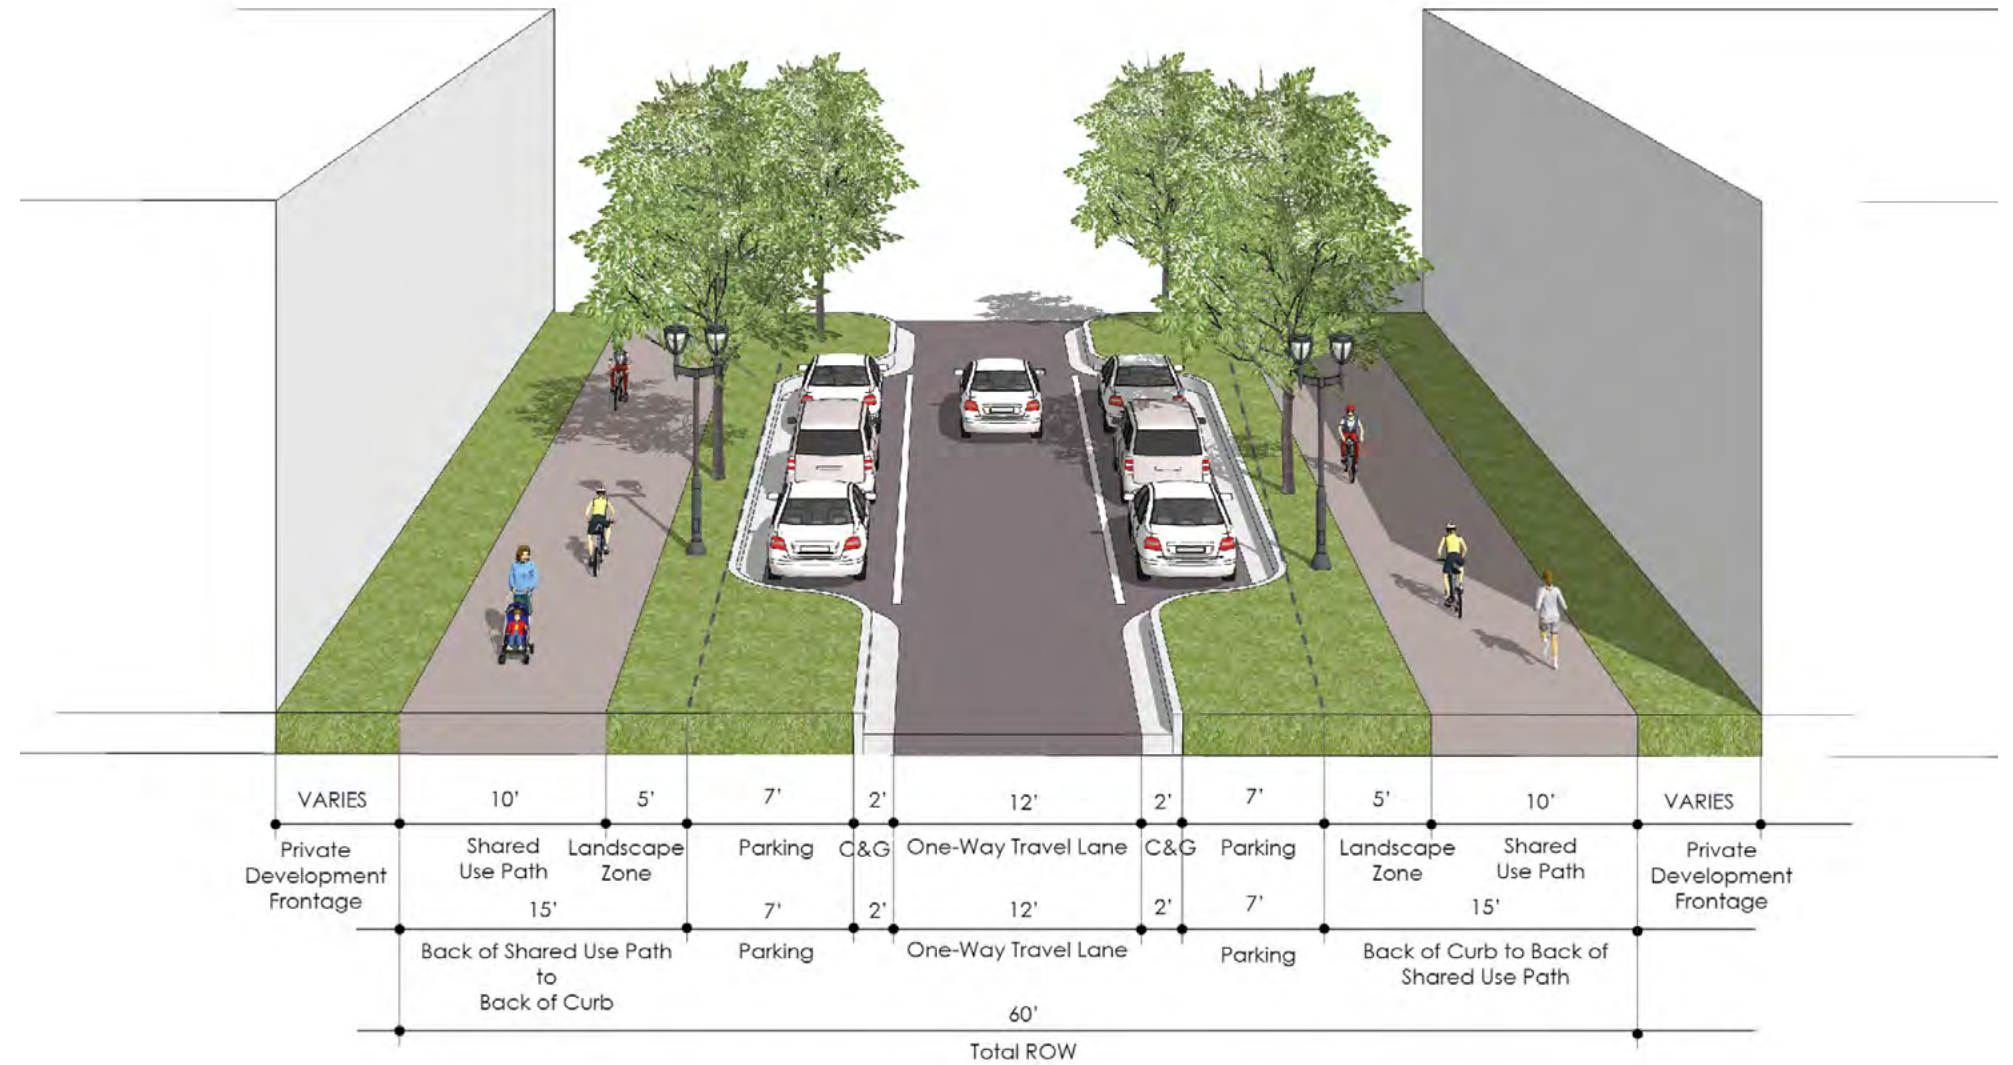 VARIES 10' 5' 7' 2' 12' 2' 7' 5' 10' VARIES
Private Development Frontage
Shared Use Path
Landscape Zone
Parking
C&G
One-Way Travel Lane
C&G
Parking
Landscape Zone
Shared Use Path
Private Development Frontage
15' 7' 2' 12' 2' 7' 15'
Back of Shared Use Path
to
Back of Curb
Parking
One-Way Travel Lane
Parking
Back of Curb to Back of
Shared Use Path
60'
Total ROW